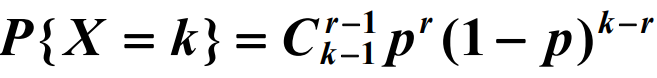 P{X = k} = C_{k-1}^{r-1} p^r (1 − p)^{k−r}